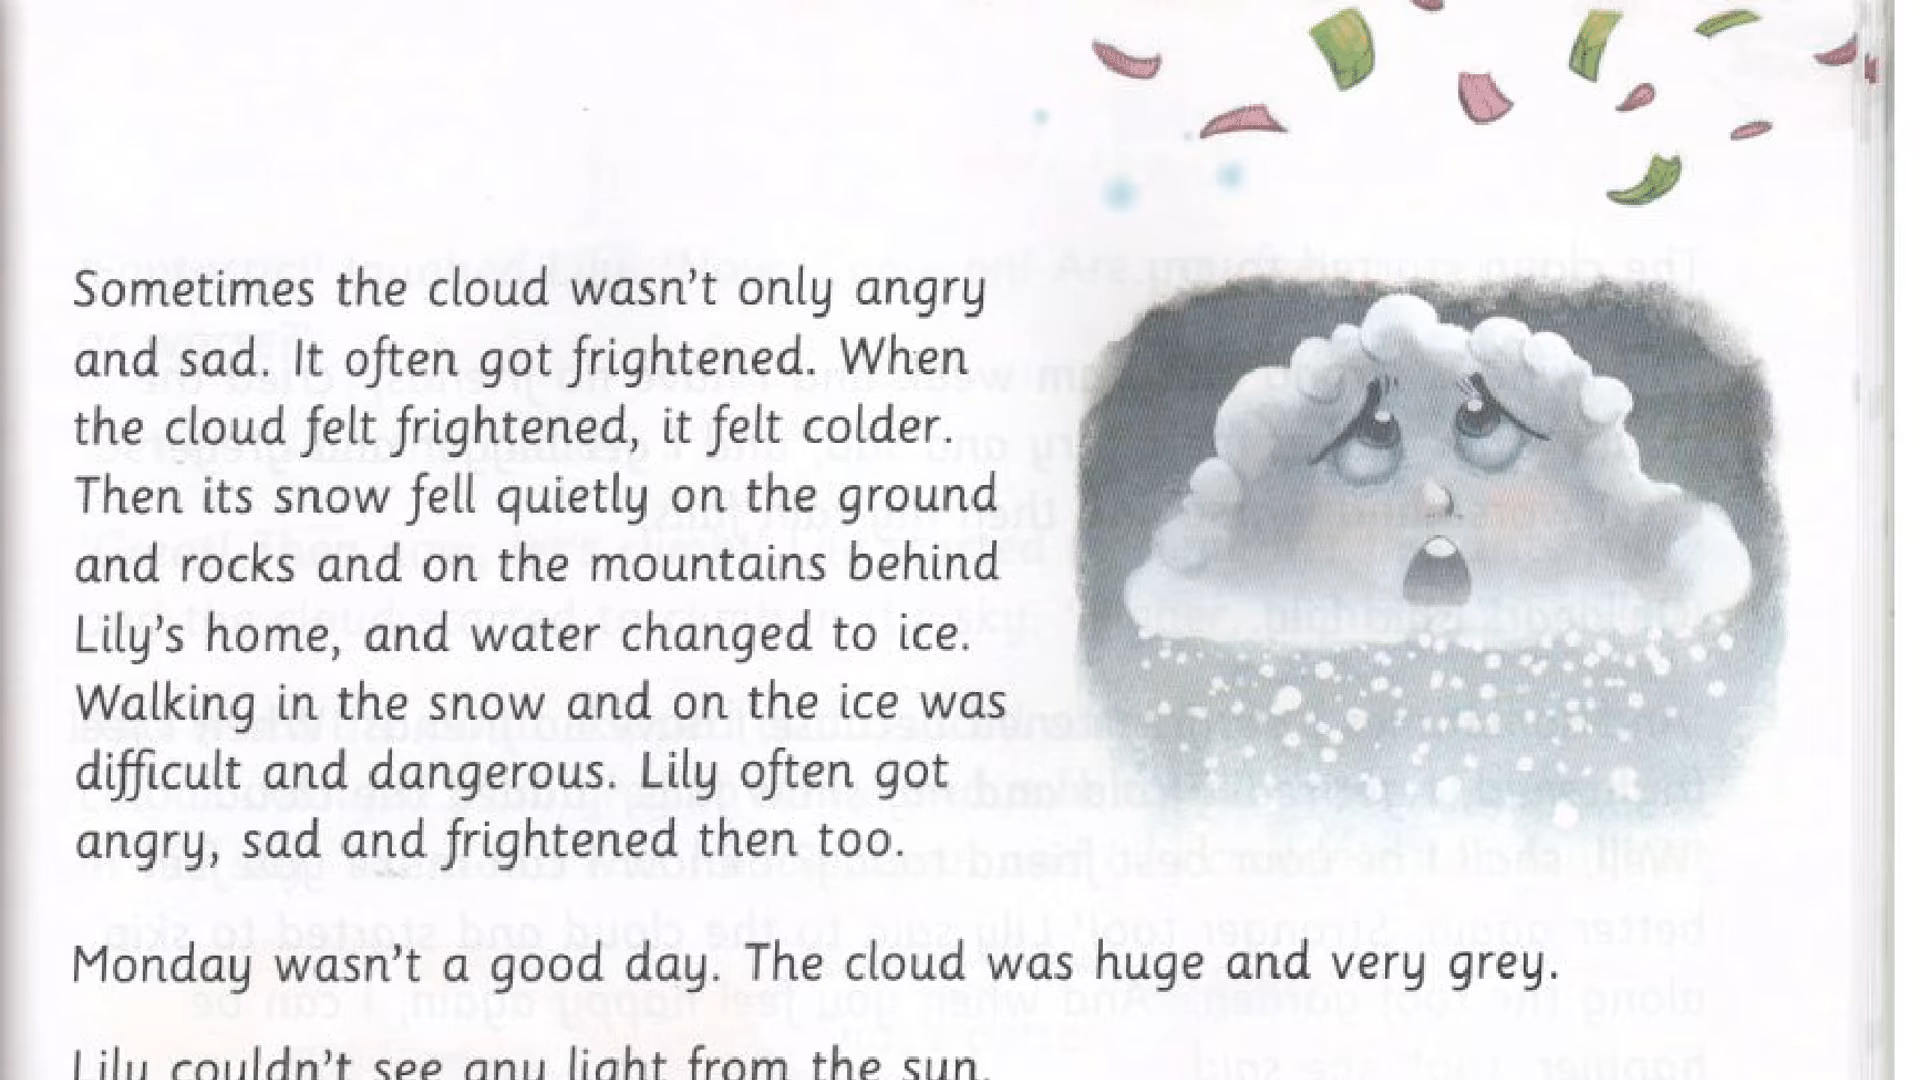 Sometimes the cloud wasn't only angry
and sad. It often got frightened. When
the cloud felt frightened, it felt colder.
Then its snow fell quietly on the ground
and rocks and on the mountains behind
Lily's home, and water changed to ice.
Walking in the snow and on the ice was
difficult and dangerous. Lily often got
angry, sad and frightened then too.
Monday wasn't a good day. The cloud was huge and very grey.
Lily couldn't see any light from the sun.